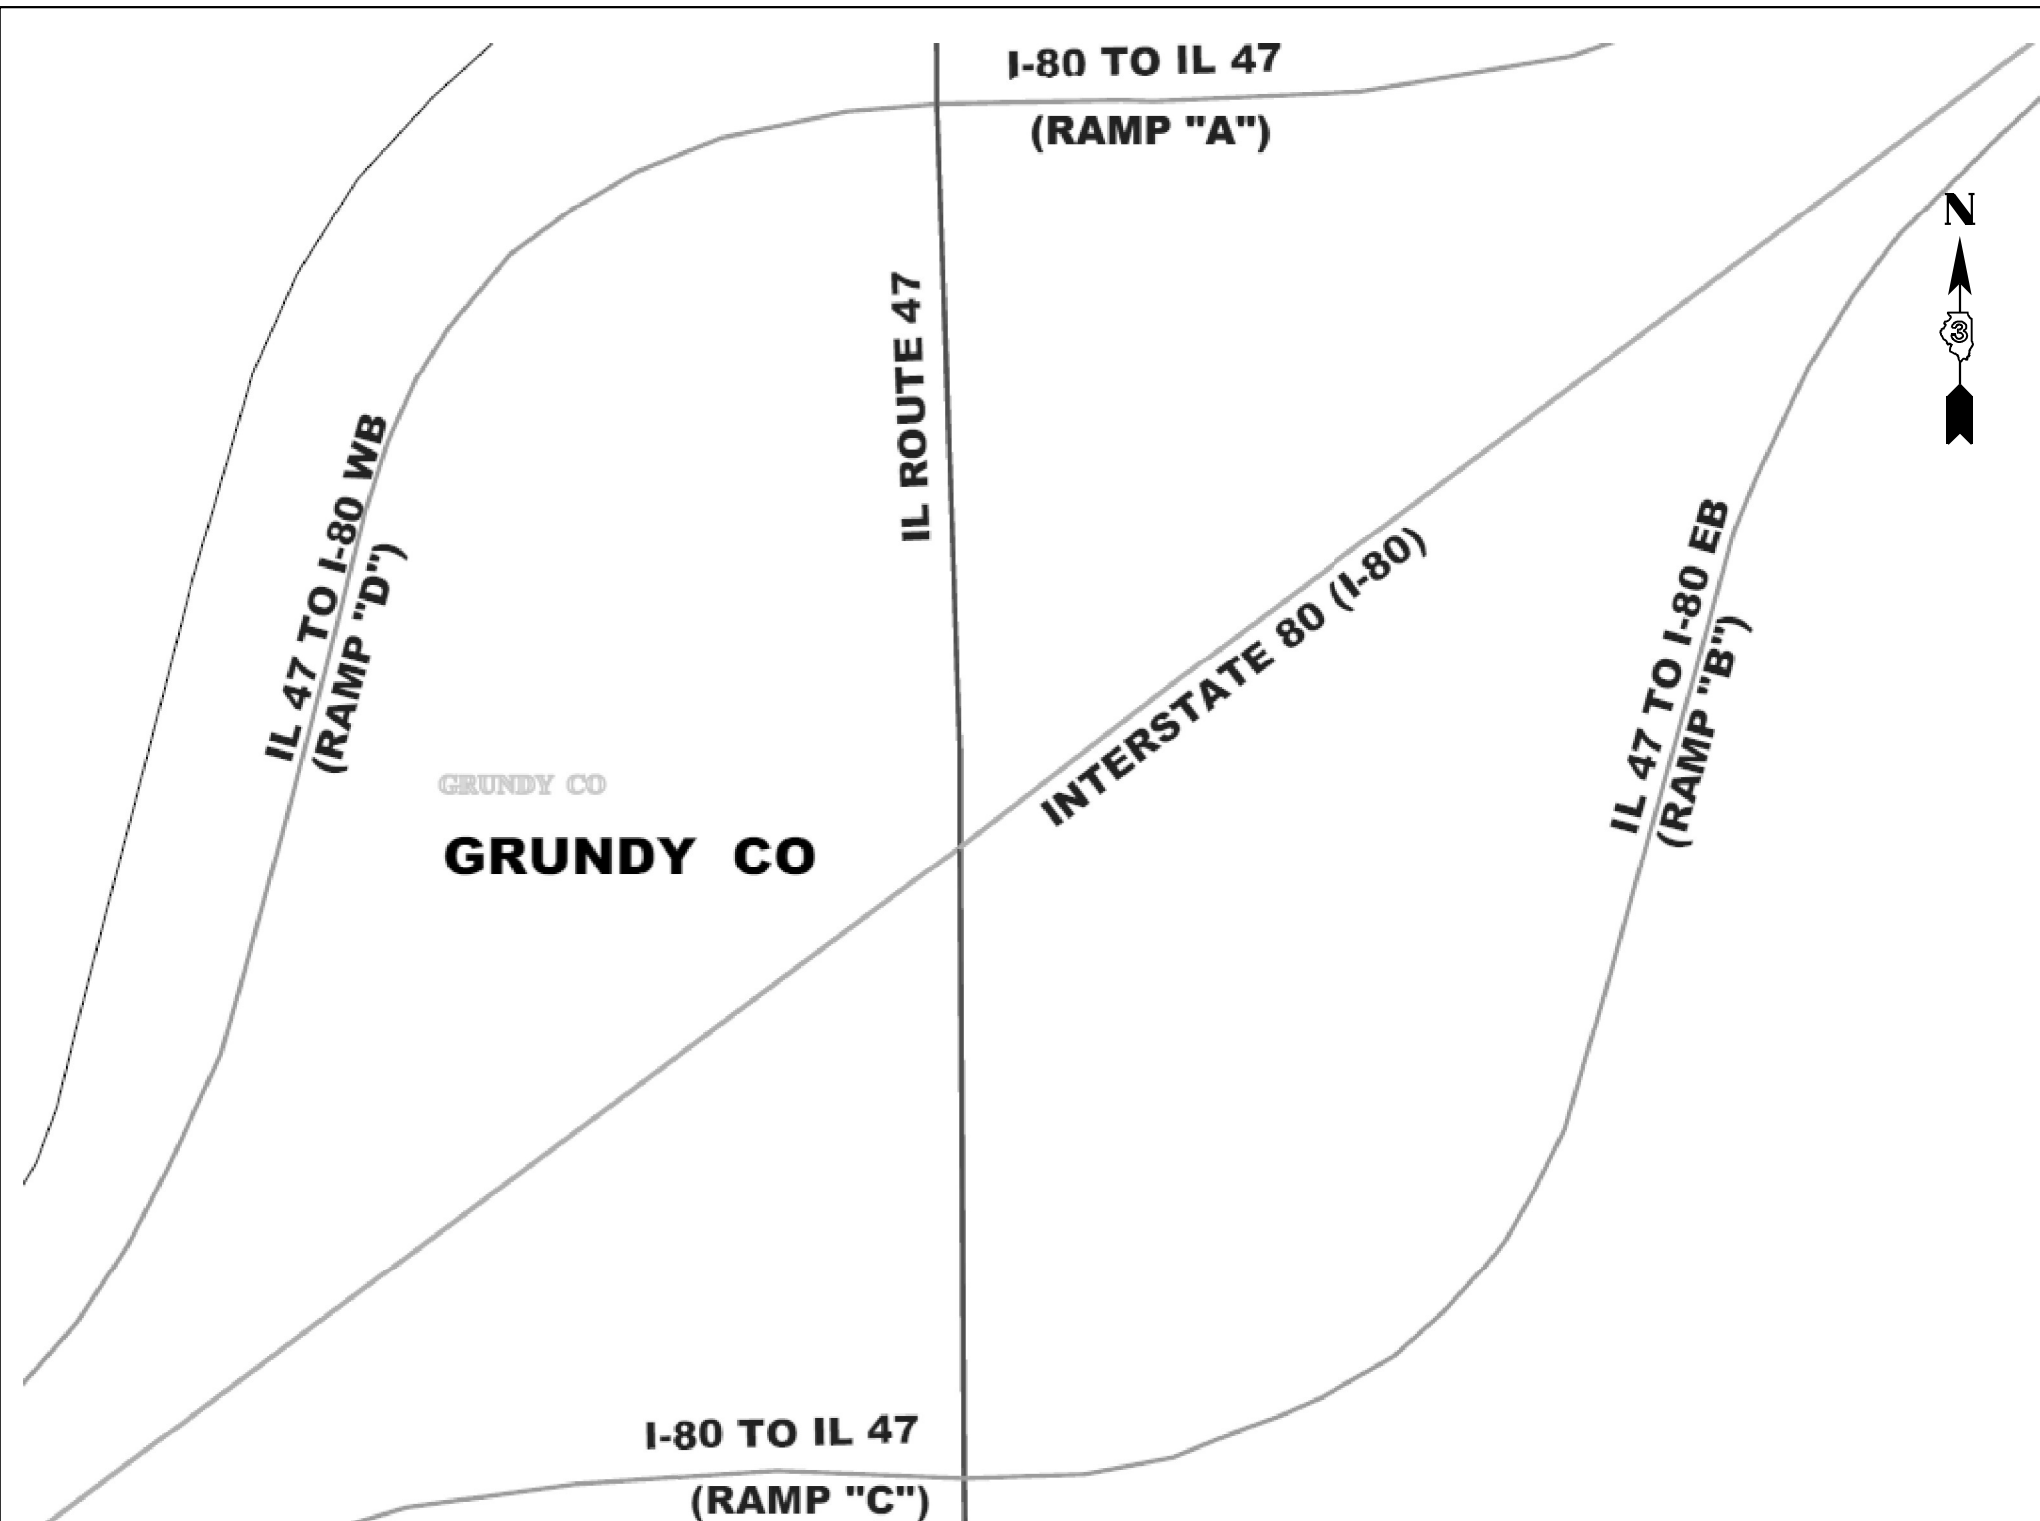 I-80 TO IL 47
(RAMP "A")
N
3
IL ROUTE 47
IL 47 TO I-80 WB
(RAMP "D")
INTERSTATE 80 (I-80)
IL 47 TO I-80 EB
(RAMP "B")
GRUNDY CO
GRUNDY CO
I-80 TO IL 47
(RAMP "C")